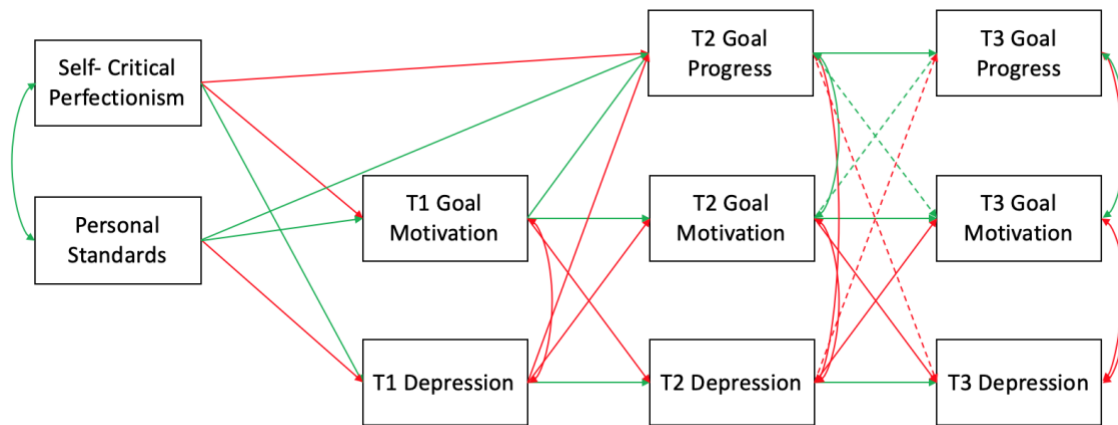 Self- Critical
Perfectionism
Personal
Standards
T1 Goal
Motivation
T1 Depression
T2 Goal
Progress
T2 Goal
Motivation
T2 Depression
T3 Goal
Progress
T3 Goal
Motivation
T3 Depression